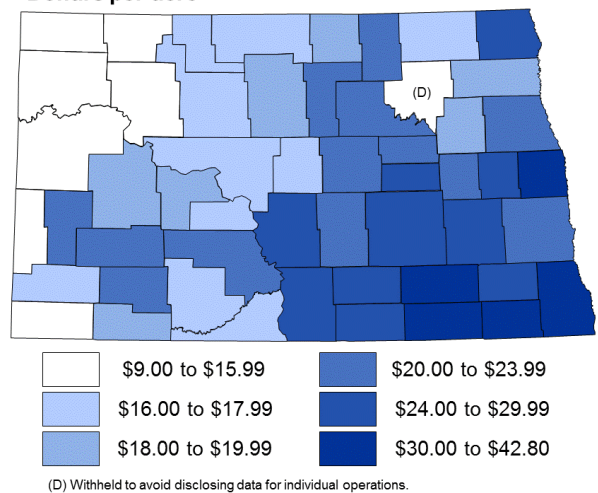 (D)
$9.00 to $15.99
$20.00 to $23.99
$16.00 to $17.99
$24.00 to $29.99
$18.00 to $19.99
$30.00 to $42.80
(D) Withheld to avoid disclosing data for individual operations.